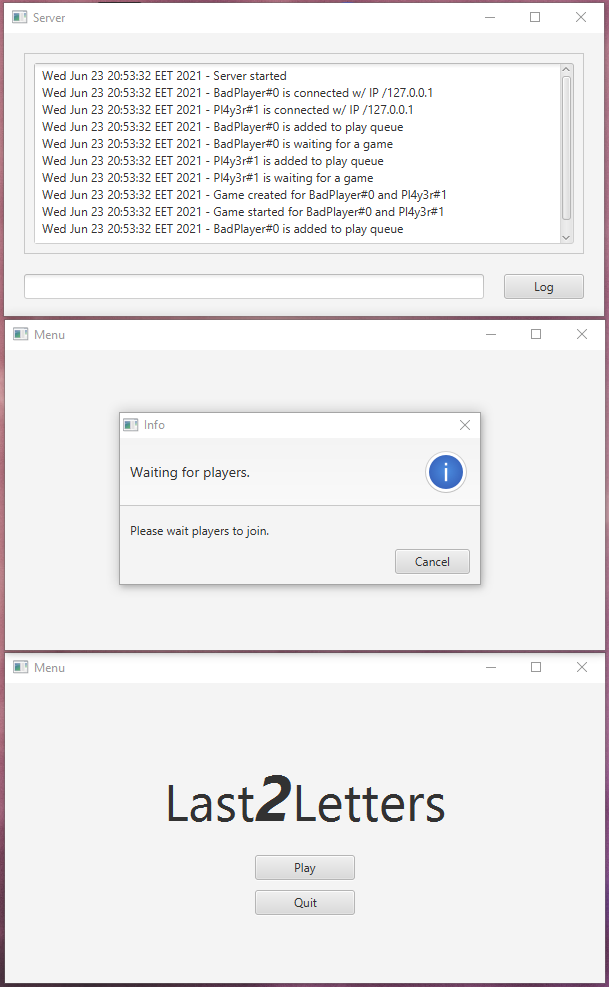 Server
Wed Jun 23 20:53:32 EET 2021 - Server started
Wed Jun 23 20:53:32 EET 2021 - BadPlayer#0 is connected w/ IP /127.0.0.1
Wed Jun 23 20:53:32 EET 2021 - Pl4y3r#1 is connected w/ IP /127.0.0.1
Wed Jun 23 20:53:32 EET 2021 - BadPlayer#0 is added to play queue
Wed Jun 23 20:53:32 EET 2021 - BadPlayer#0 is waiting for a game
Wed Jun 23 20:53:32 EET 2021 - Pl4y3r#1 is added to play queue
Wed Jun 23 20:53:32 EET 2021 - Pl4y3r#1 is waiting for a game
Wed Jun 23 20:53:32 EET 2021 - Game created for BadPlayer#0 and Pl4y3r#1
Wed Jun 23 20:53:32 EET 2021 - Game started for BadPlayer#0 and Pl4y3r#1
Wed Jun 23 20:53:32 EET 2021 - BadPlayer#0 is added to play queue
Log
Menu
Info
Waiting for players.
i
Please wait players to join.
Cancel
Menu
Last2Letters
Play
Quit